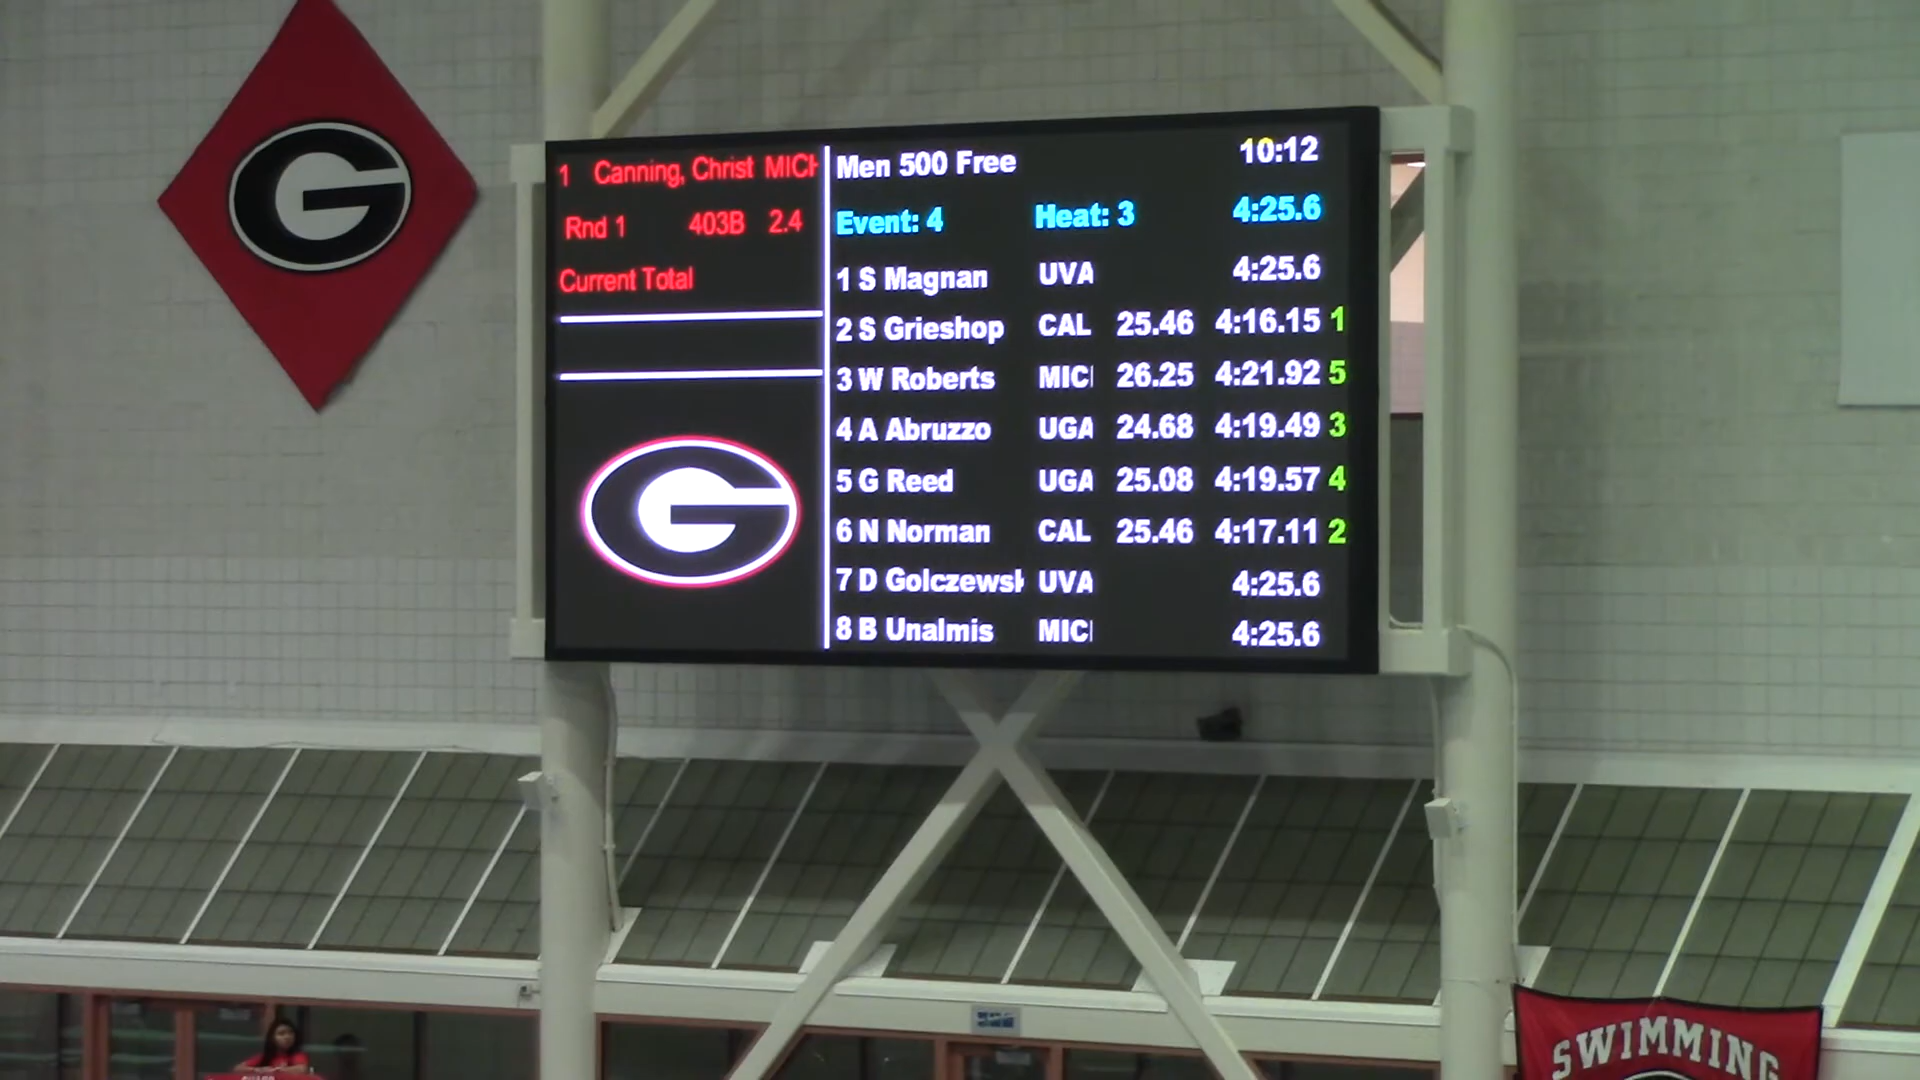 1 Canning, Christ MICH
Rnd 1 403B 2.4
Current Total
Men 500 Free 10:12
Event: 4 Heat: 3 4:25.6
1 S Magnan UVA 4:25.6
2 S Grieshop CAL 25.46 4:16.15 1
3 W Roberts MICH 26.25 4:21.92 5
4 A Abruzzo UGA 24.68 4:19.49 3
5 G Reed UGA 25.08 4:19.57 4
6 N Norman CAL 25.46 4:17.11 2
7 D Golczewsk UVA 4:25.6
8 B Unalmis MICH 4:25.6
G
G
SWIMMING